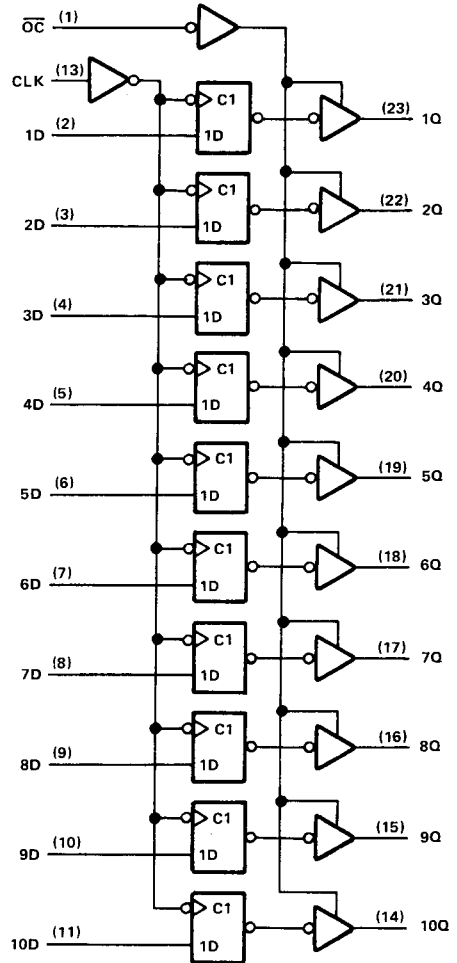 OC (1)
CLK (13)
C1
1D (2) 1D (23) 1Q
C1
2D (3) 1D (22) 2Q
C1
3D (4) 1D (21) 3Q
C1
4D (5) 1D (20) 4Q
C1
5D (6) 1D (19) 5Q
C1
6D (7) 1D (18) 6Q
C1
7D (8) 1D (17) 7Q
C1
8D (9) 1D (16) 8Q
C1
9D (10) 1D (15) 9Q
C1
10D (11) 1D (14) 10Q